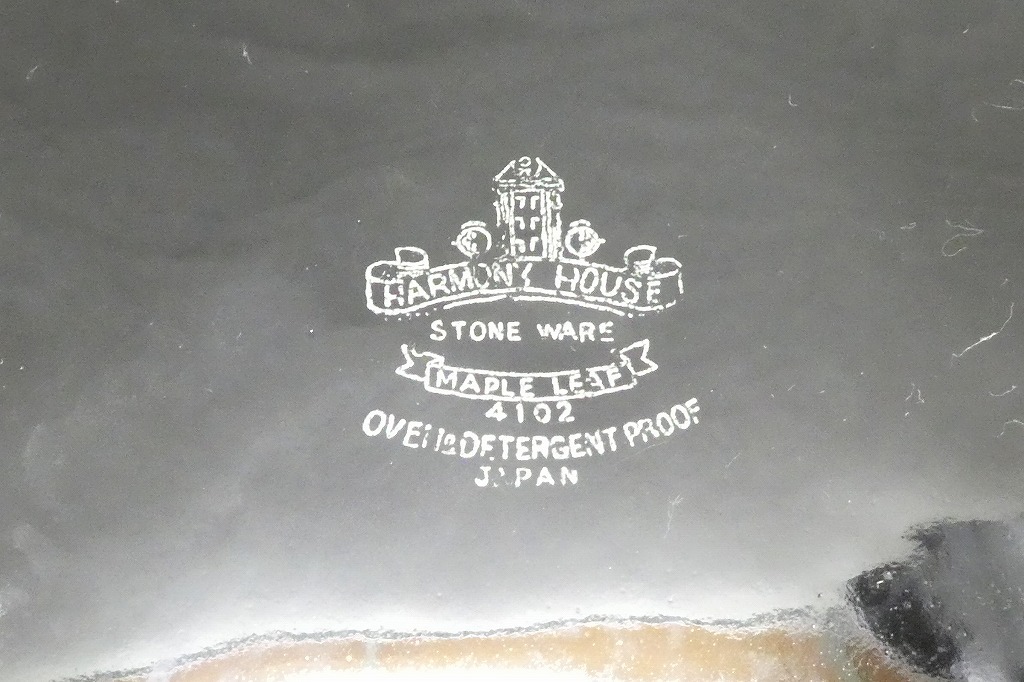 HARMONY HOUSE
STONE WARE
MAPLE LEAF
4102
OVEN & DETERGENT PROOF
JAPAN